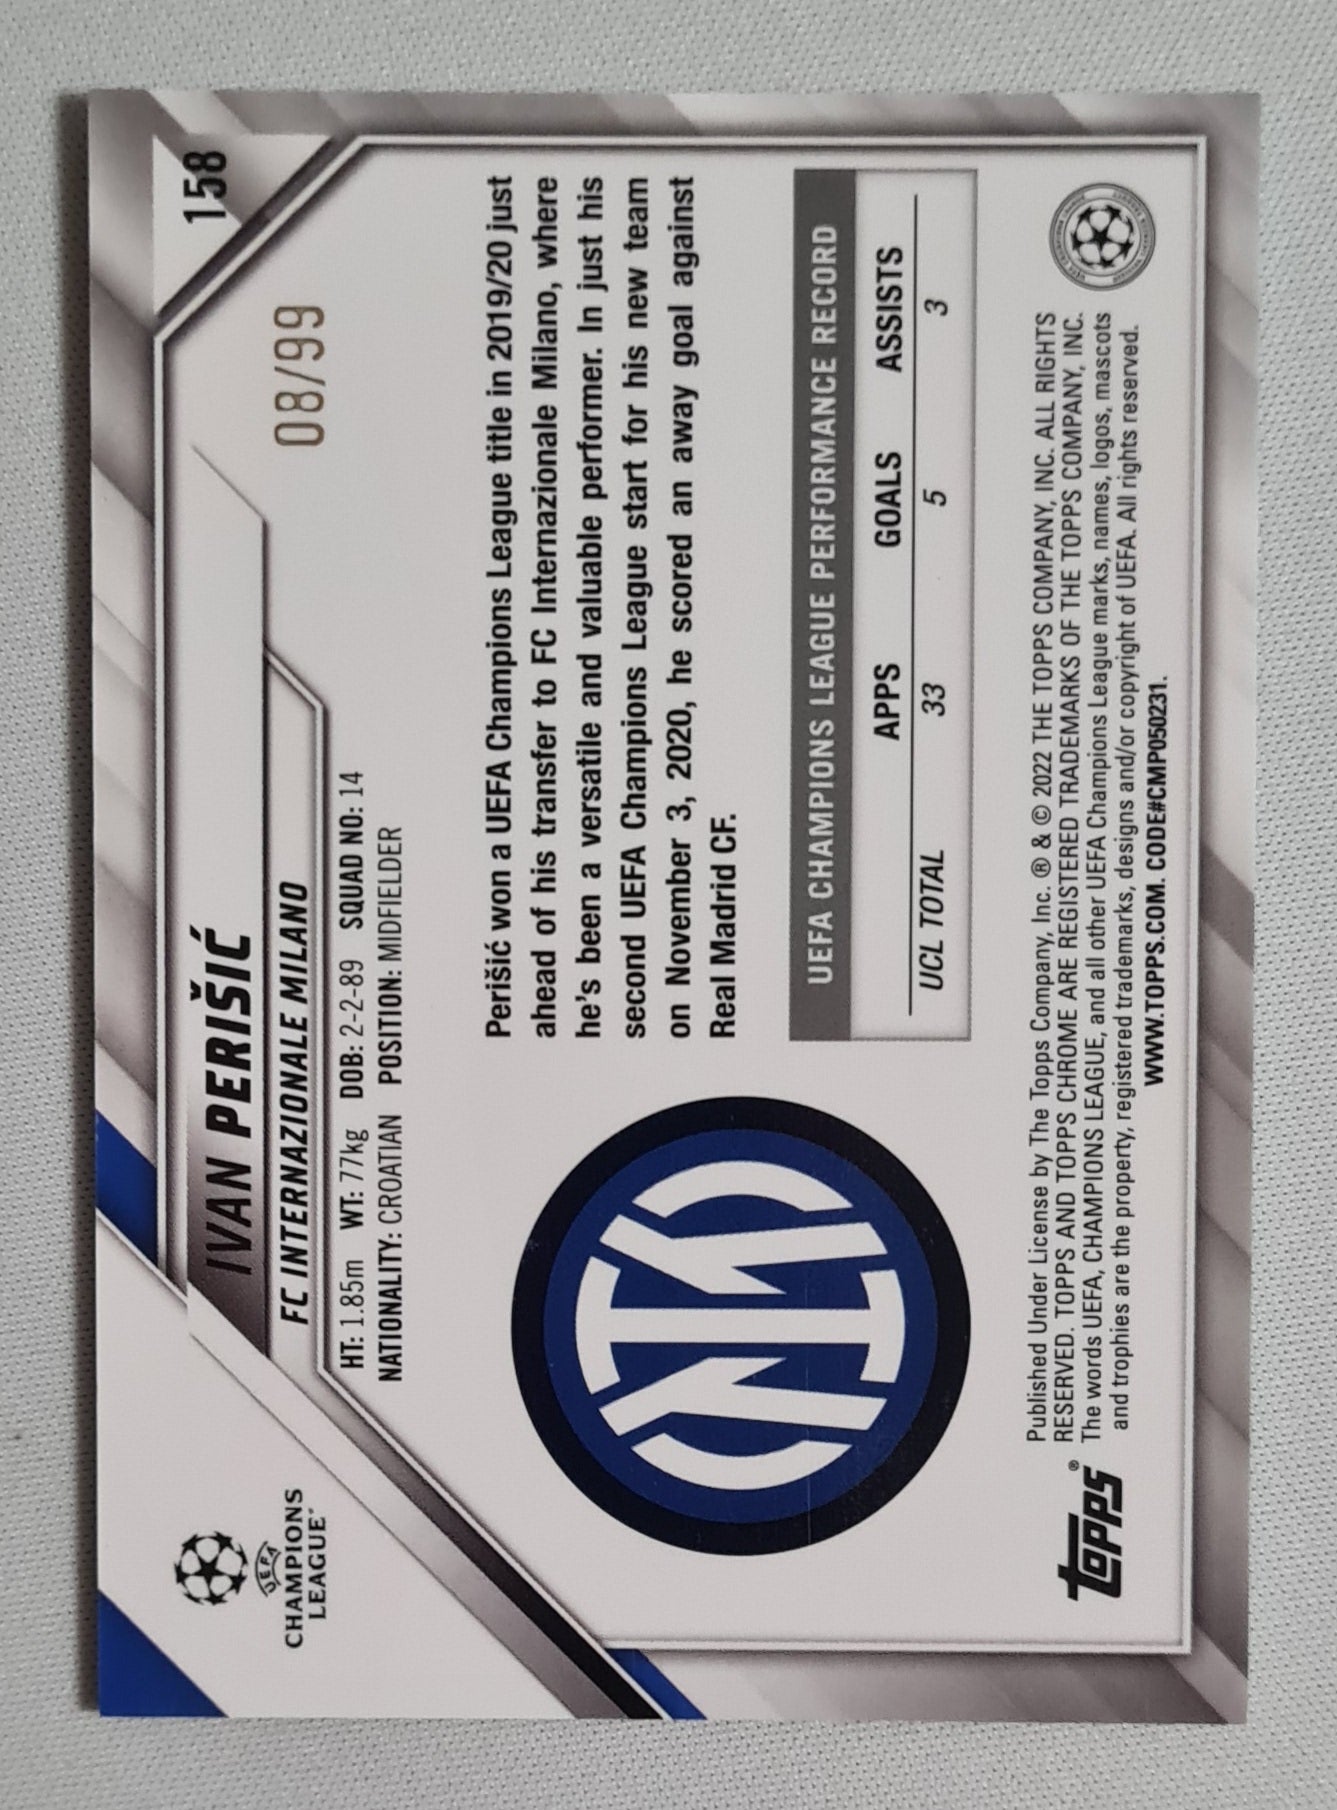 158
08/99
UEFA
CHAMPIONS
LEAGUE
IVAN PERIŠIĆ
FC INTERNAZIONALE MILANO
HT: 1.85m WT: 77kg DOB: 2-2-89 SQUAD NO: 14
NATIONALITY: CROATIAN POSITION: MIDFIELDER
Perišić won a UEFA Champions League title in 2019/20 just
ahead of his transfer to FC Internazionale Milano, where
he's been a versatile and valuable performer. In just his
second UEFA Champions League start for his new team
on November 3, 2020, he scored an away goal against
Real Madrid CF.
UEFA CHAMPIONS LEAGUE PERFORMANCE RECORD
APPS GOALS ASSISTS
UCL TOTAL 33 5 3
topps®
Published Under License by The Topps Company, Inc. ® & © 2022 THE TOPPS COMPANY, INC. ALL RIGHTS
RESERVED. TOPPS AND TOPPS CHROME ARE REGISTERED TRADEMARKS OF THE TOPPS COMPANY, INC.
The words UEFA, CHAMPIONS LEAGUE, and all other UEFA Champions League marks, names, logos, mascots
and trophies are the property, registered trademarks, designs and/or copyright of UEFA. All rights reserved.
WWW.TOPPS.COM. CODE#CMP050231.